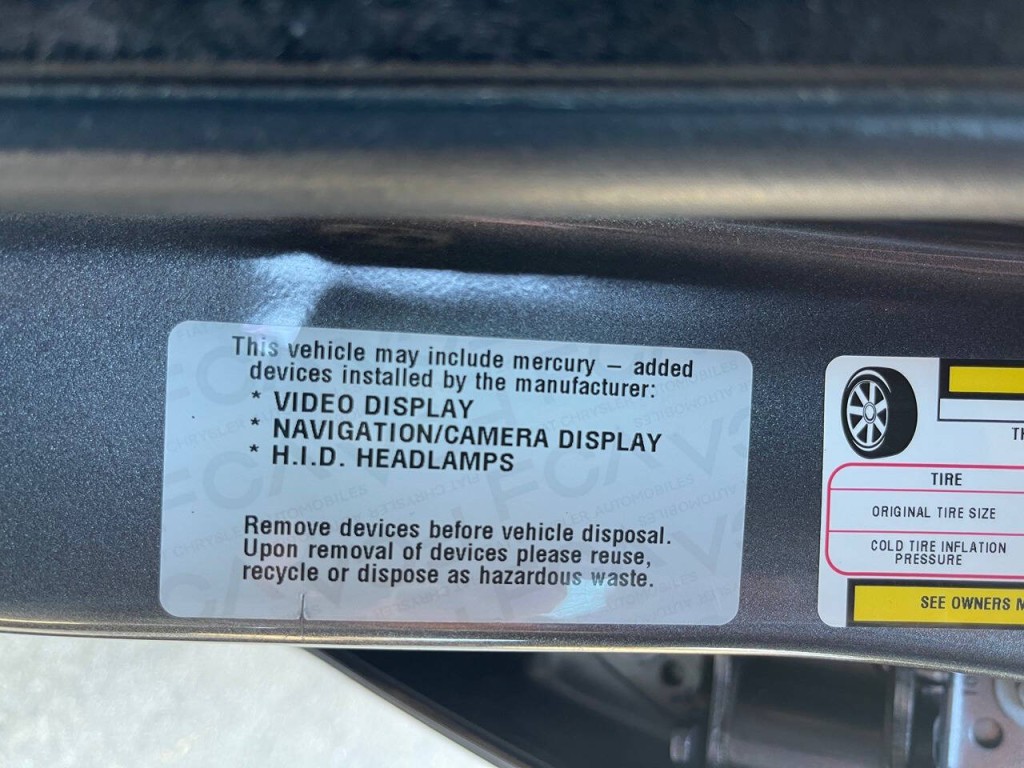 This vehicle may include mercury – added
devices installed by the manufacturer:
* VIDEO DISPLAY
* NAVIGATION/CAMERA DISPLAY
* H.I.D. HEADLAMPS
Remove devices before vehicle disposal.
Upon removal of devices please reuse,
recycle or dispose as hazardous waste.
TIRE
ORIGINAL TIRE SIZE
COLD TIRE INFLATION
PRESSURE
SEE OWNERS